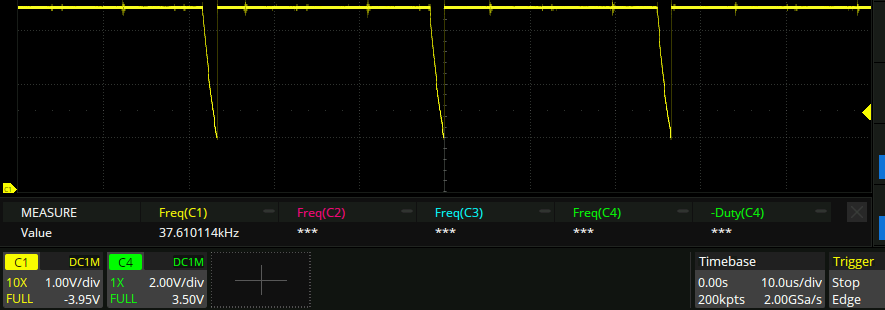 C1
MEASURE Freq(C1) Freq(C2) Freq(C3) Freq(C4) -Duty(C4)
Value 37.610114kHz *** *** *** ***
C1 DC1M C4 DC1M Timebase Trigger
10X 1.00V/div 1X 2.00V/div 0.00s 10.0us/div Stop
FULL -3.95V FULL 3.50V 200kpts 2.00GSa/s Edge